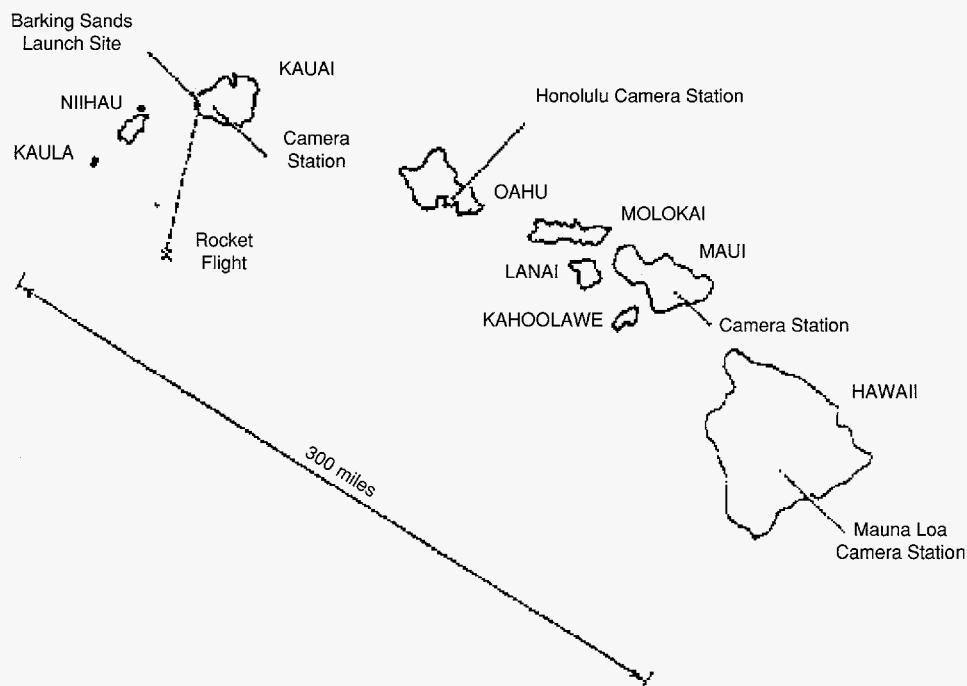 Barking Sands
Launch Site
KAUAI
NIIHAU
Honolulu Camera Station
Camera
Station
KAULA
OAHU
MOLOKAI
Rocket
Flight
MAUI
LANAI
KAHOOLAWE
Camera Station
HAWAII
300 miles
Mauna Loa
Camera Station